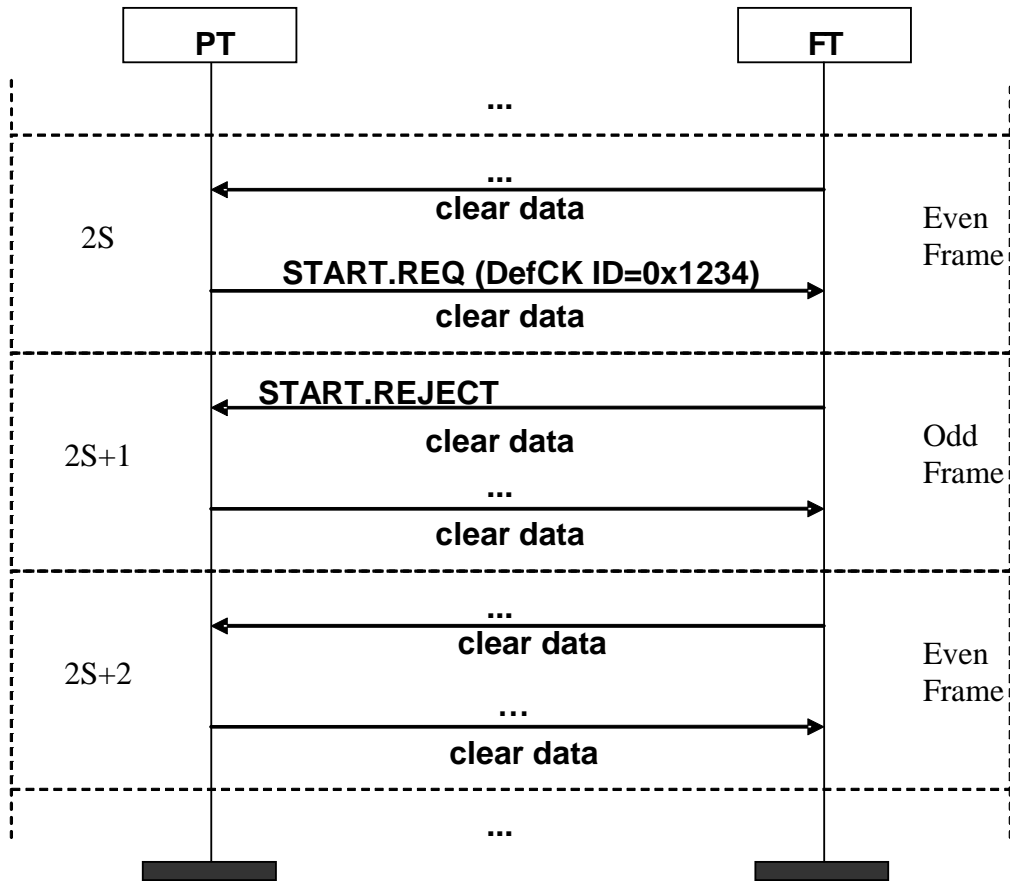 PT
FT
...
...
clear data
2S
Even
Frame
START.REQ (DefCK ID=0x1234)
clear data
START.REJECT
clear data
2S+1
Odd
Frame
...
clear data
...
clear data
2S+2
Even
Frame
...
clear data
...